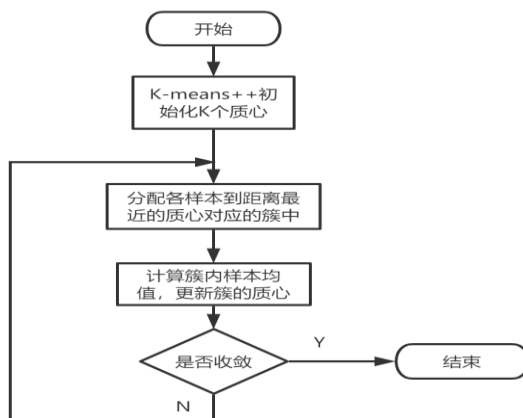 开始
K-means++初
始化K个质心
分配各样本到距离最
近的质心对应的簇中
计算簇内样本均
值，更新簇的质心
是否收敛
Y
结束
N